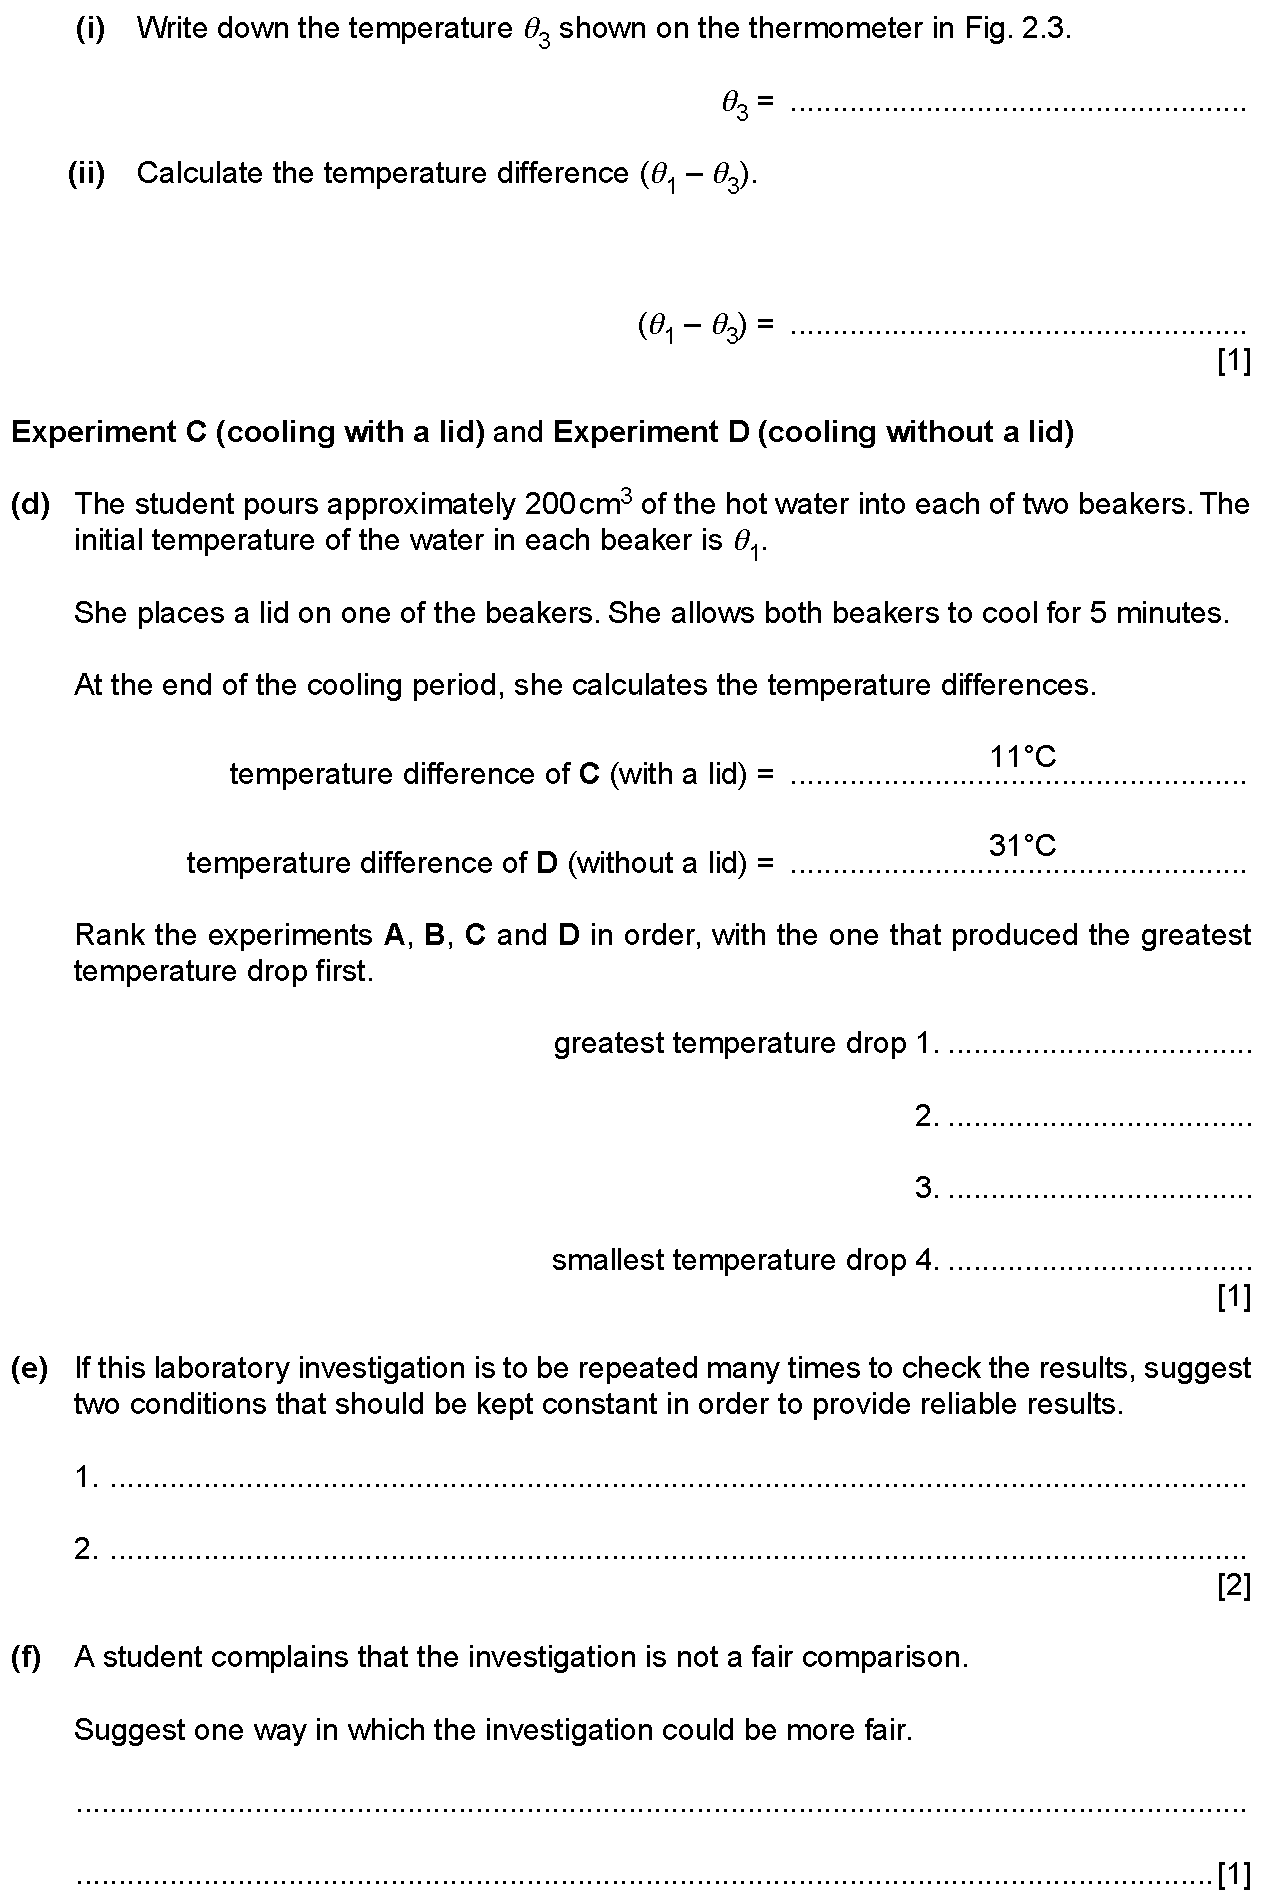 (i) Write down the temperature θ3 shown on the thermometer in Fig. 2.3.
θ3 = ......................................................
(ii) Calculate the temperature difference (θ1 – θ3).
(θ1 – θ3) = ......................................................
[1]
Experiment C (cooling with a lid) and Experiment D (cooling without a lid)
(d) The student pours approximately 200 cm³ of the hot water into each of two beakers. The
initial temperature of the water in each beaker is θ1.
She places a lid on one of the beakers. She allows both beakers to cool for 5 minutes.
At the end of the cooling period, she calculates the temperature differences.
temperature difference of C (with a lid) = ...........11°C...........
temperature difference of D (without a lid) = ...........31°C...........
Rank the experiments A, B, C and D in order, with the one that produced the greatest
temperature drop first.
greatest temperature drop 1. ....................................
2. ....................................
3. ....................................
smallest temperature drop 4. ....................................
[1]
(e) If this laboratory investigation is to be repeated many times to check the results, suggest
two conditions that should be kept constant in order to provide reliable results.
1. ......................................................
2. ......................................................
[2]
(f) A student complains that the investigation is not a fair comparison.
Suggest one way in which the investigation could be more fair.
......................................................
......................................................[1]